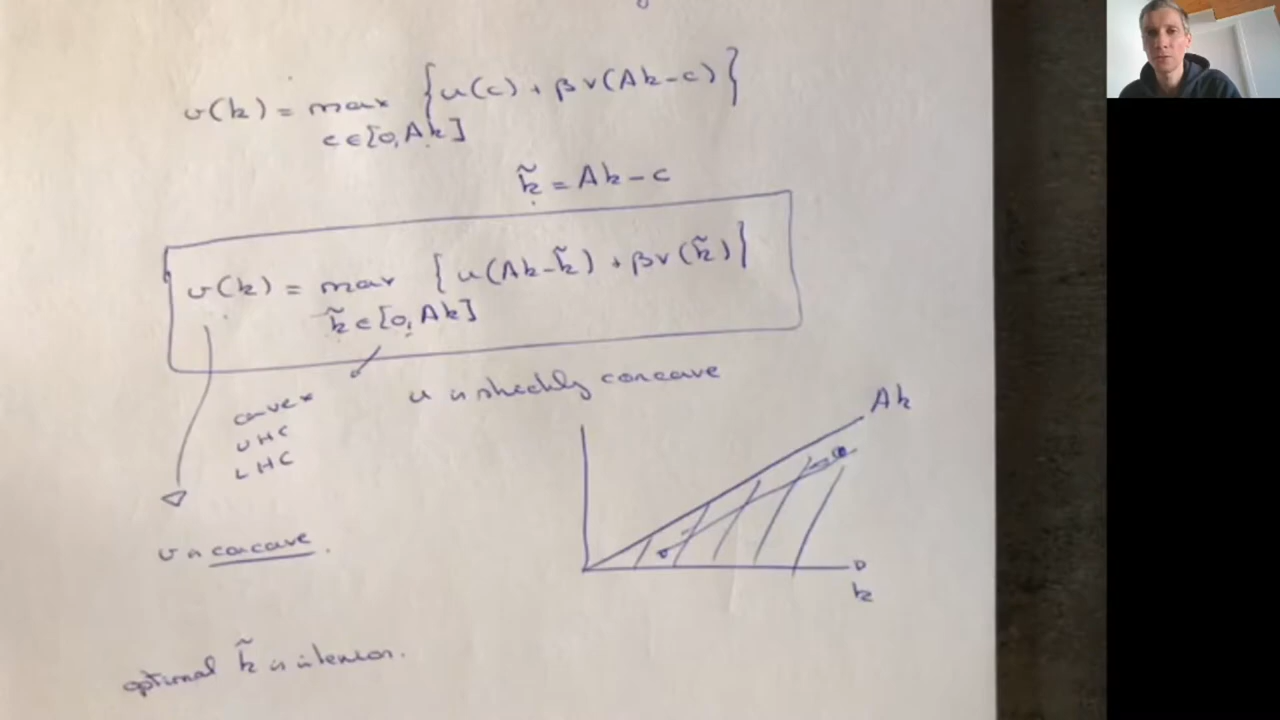 v(k) = max {u(c) + βv(Ak-c)}
c∈[0,Ak]
k̃ = Ak-c
v(k) = max {u(Ak-k̃) + βv(k̃)}
k̃∈[0,Ak]
u is strictly concave
convex
UHC
LHC
Ak
v is concave.
k
optimal k̃ is interior.